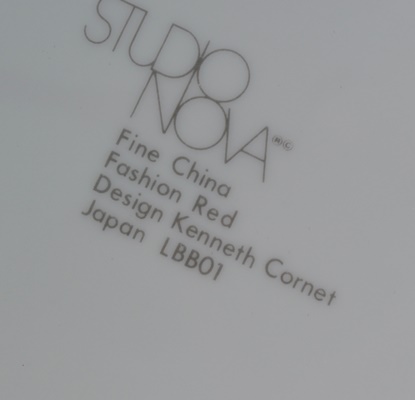 STUDIO
NOVA
Fine China
Fashion Red
Design Kenneth Cornet
Japan LBB01